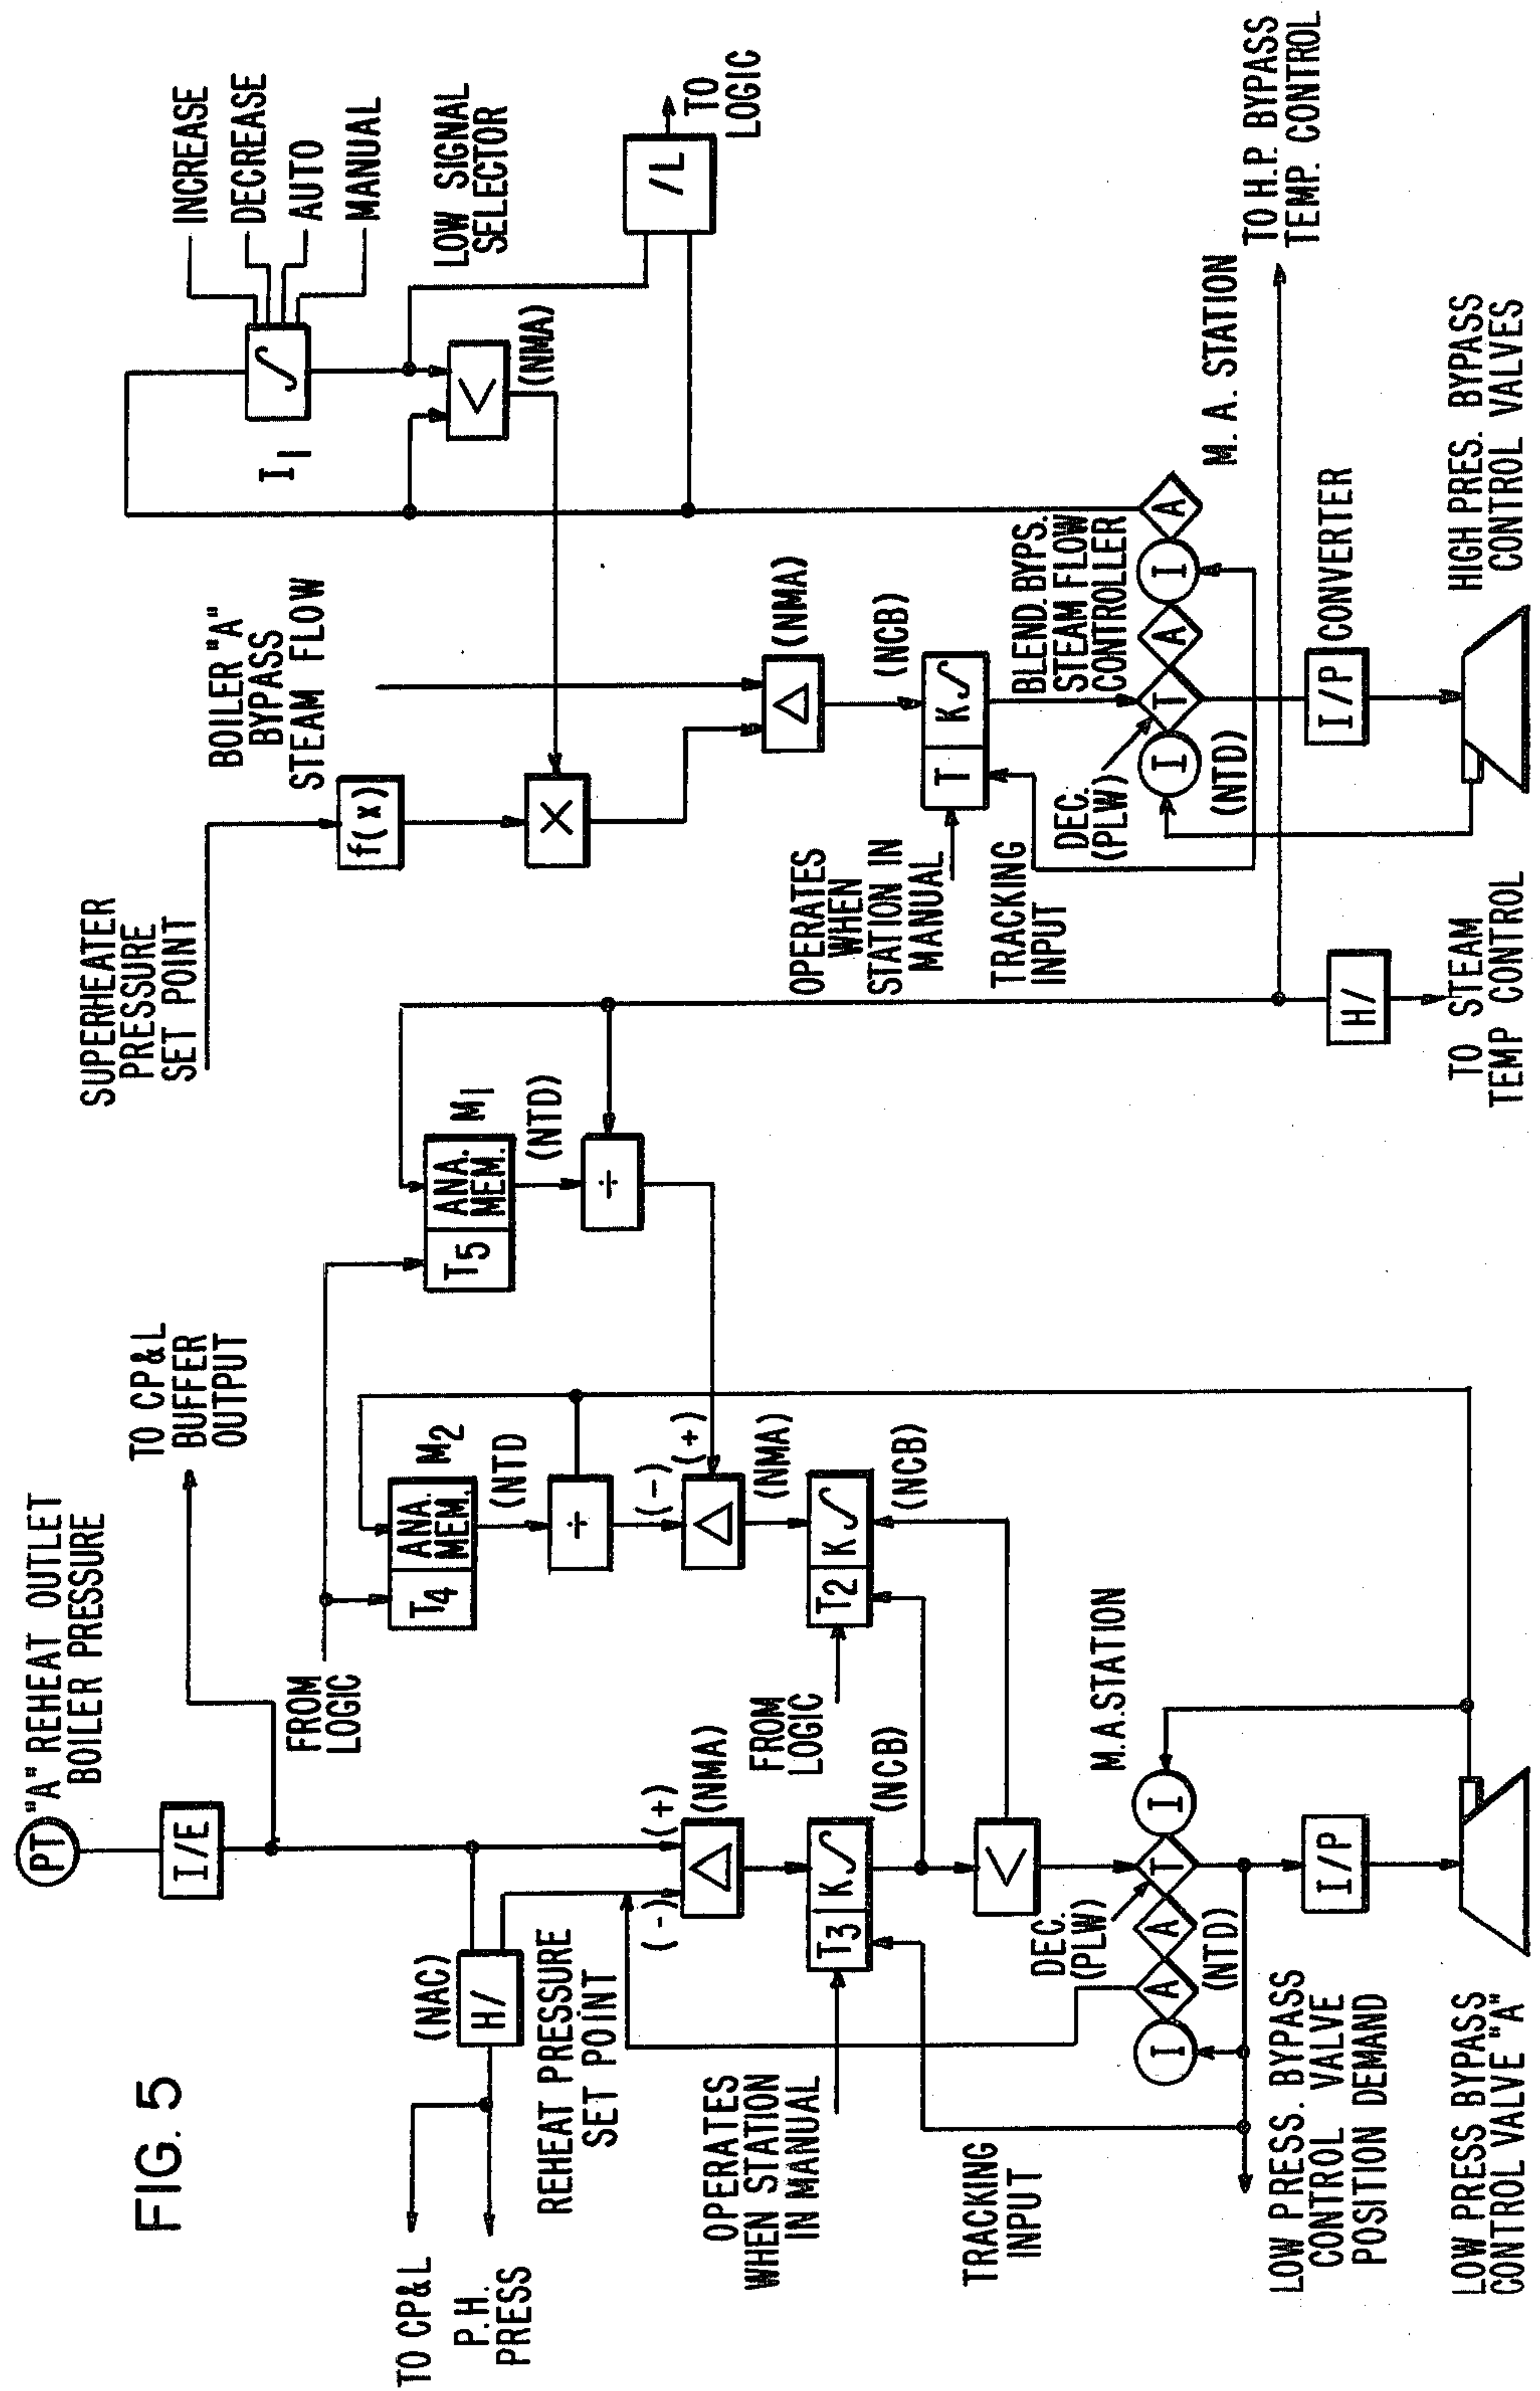 FIG. 5
PT
"A" REHEAT OUTLET
BOILER PRESSURE
I/E
TO CP&L
BUFFER
OUTPUT
(NAC)
H/
TO CP&L
P.H.
PRESS
REHEAT PRESSURE
SET POINT
(-)
(+)
△
(NMA)
OPERATES
WHEN STATION
IN MANUAL
T3
K∫
(NCB)
TRACKING
INPUT
<
DEC.
(PLW)
I
A
A
T
I
(NTD)
M.A.STATION
I/P
LOW PRESS. BYPASS
CONTROL VALVE
POSITION DEMAND
LOW PRESS BYPASS
CONTROL VALVE "A"
FROM
LOGIC
T4
ANA.
MEM.
M2
(NTD
÷
(-)
(+)
△
(NMA)
FROM
LOGIC
T2
K∫
(NCB)
T5
ANA.
MEM.
M1
(NTD)
÷
SUPERHEATER
PRESSURE
SET POINT
f(x)
X
BOILER "A"
BYPASS
STEAM FLOW
△
(NMA)
OPERATES
WHEN
STATION IN
MANUAL
T
K∫
(NCB)
TRACKING
INPUT
BLEND. BYPS.
STEAM FLOW
CONTROLLER
DEC.
(PLW)
I
T
A
I
A
(NTD)
M. A. STATION
I/P
CONVERTER
HIGH PRES. BYPASS
CONTROL VALVES
H/
TO STEAM
TEMP CONTROL
TO H.P. BYPASS
TEMP. CONTROL
I1
∫
INCREASE
DECREASE
AUTO
MANUAL
LOW SIGNAL
SELECTOR
<
(NMA)
/L
TO
LOGIC